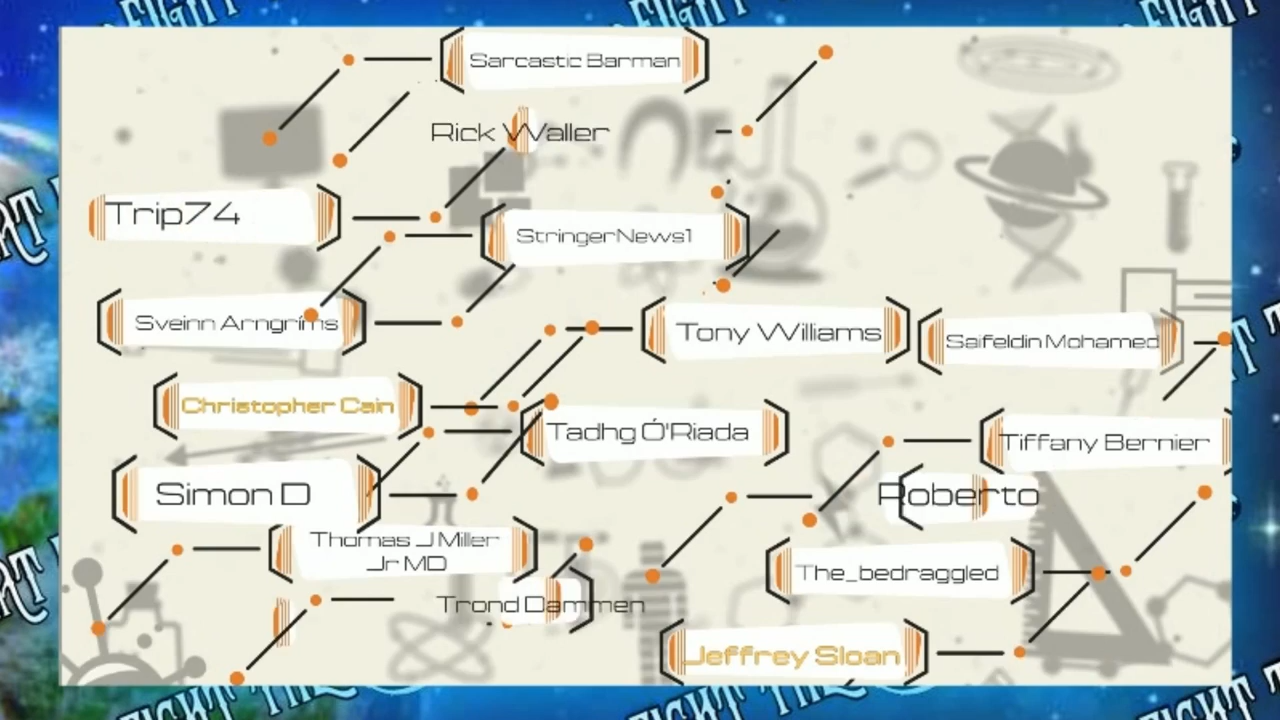 Sarcastic Barman
Rick Waller
Trip74
StringerNews1
Sveinn Arngríms
Tony Williams
Saifeldin Mohamed
Christopher Cain
Tadhg Ó'Riada
Tiffany Bernier
Simon D
Roberto
Thomas J Miller
Jr MD
The_bedraggled
Trond Dammen
Jeffrey Sloan